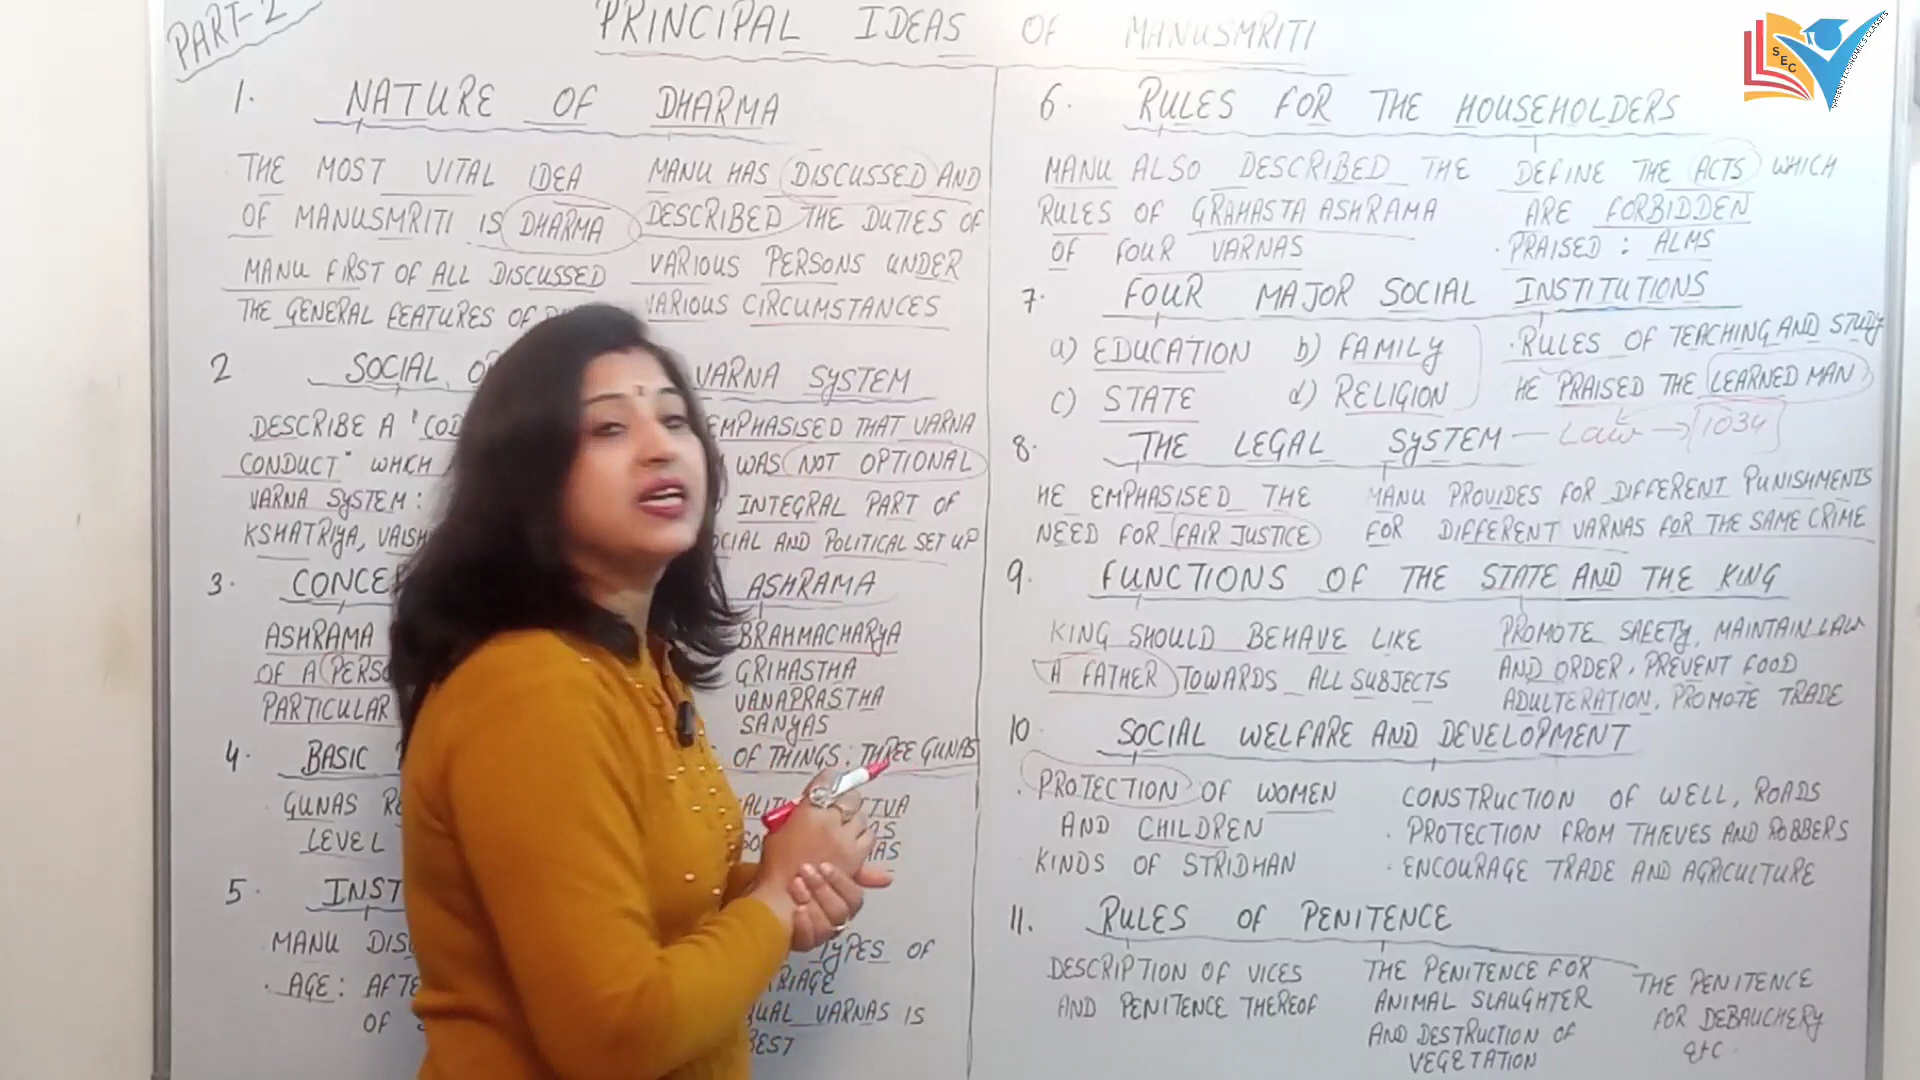 PART-2
PRINCIPAL IDEAS OF MANUSMRITI
1. NATURE OF DHARMA
THE MOST VITAL IDEA
OF MANUSMRITI IS DHARMA
MANU FIRST OF ALL DISCUSSED
THE GENERAL FEATURES OF
MANU HAS DISCUSSED AND
DESCRIBED THE DUTIES OF
VARIOUS PERSONS UNDER
VARIOUS CIRCUMSTANCES
2 SOCIAL VARNA SYSTEM
DESCRIBE A
CONDUCT" WHICH
VARNA SYSTEM:
KSHATRIYA,
EMPHASISED THAT VARNA
WAS NOT OPTIONAL
INTEGRAL PART OF
AND POLITICAL SET UP
3. ASHRAMA
ASHRAMA
OF A
PARTICULAR
BRAHMACHARYA
GRIHASTHA
VANAPRASTHA
SANYAS
4. BASIC OF THINGS: THREE GUNAS
GUNAS
LEVEL
5.
MANU
AGE:
OF
TYPES OF
VARNAS IS
BEST
6. RULES FOR THE HOUSEHOLDERS
MANU ALSO DESCRIBED THE
RULES OF GRAHASTA ASHRAMA
OF FOUR VARNAS
DEFINE THE ACTS WHICH
ARE FORBIDDEN
. PRAISED : ALMS
7. FOUR MAJOR SOCIAL INSTITUTIONS
a) EDUCATION b) FAMILY
c) STATE d) RELIGION
. RULES OF TEACHING AND STUDY
HE PRAISED THE LEARNED MAN
8. THE LEGAL SYSTEM — Law → 1034
HE EMPHASISED THE
NEED FOR FAIR JUSTICE
MANU PROVIDES FOR DIFFERENT PUNISHMENTS
FOR DIFFERENT VARNAS FOR THE SAME CRIME
9. FUNCTIONS OF THE STATE AND THE KING
KING SHOULD BEHAVE LIKE
A FATHER TOWARDS ALL SUBJECTS
PROMOTE SAFETY, MAINTAIN LAW
AND ORDER, PREVENT FOOD
ADULTERATION, PROMOTE TRADE
10. SOCIAL WELFARE AND DEVELOPMENT
. PROTECTION OF WOMEN
AND CHILDREN
KINDS OF STRIDHAN
CONSTRUCTION OF WELL, ROADS
. PROTECTION FROM THIEVES AND ROBBERS
. ENCOURAGE TRADE AND AGRICULTURE
11. RULES OF PENITENCE
DESCRIPTION OF VICES
AND PENITENCE THEREOF
THE PENITENCE FOR
ANIMAL SLAUGHTER
AND DESTRUCTION OF
VEGETATION
THE PENITENCE
FOR DEBAUCHERY
etc.
SEC